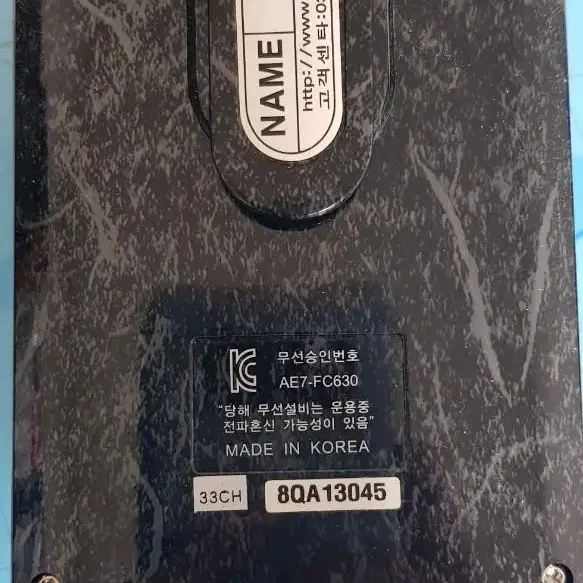 NAME
고객센타:
http://www.
KC
무선승인번호
AE7-FC630
"당해 무선설비는 운용중
전파혼신 가능성이 있음"
MADE IN KOREA
33CH
8QA13045